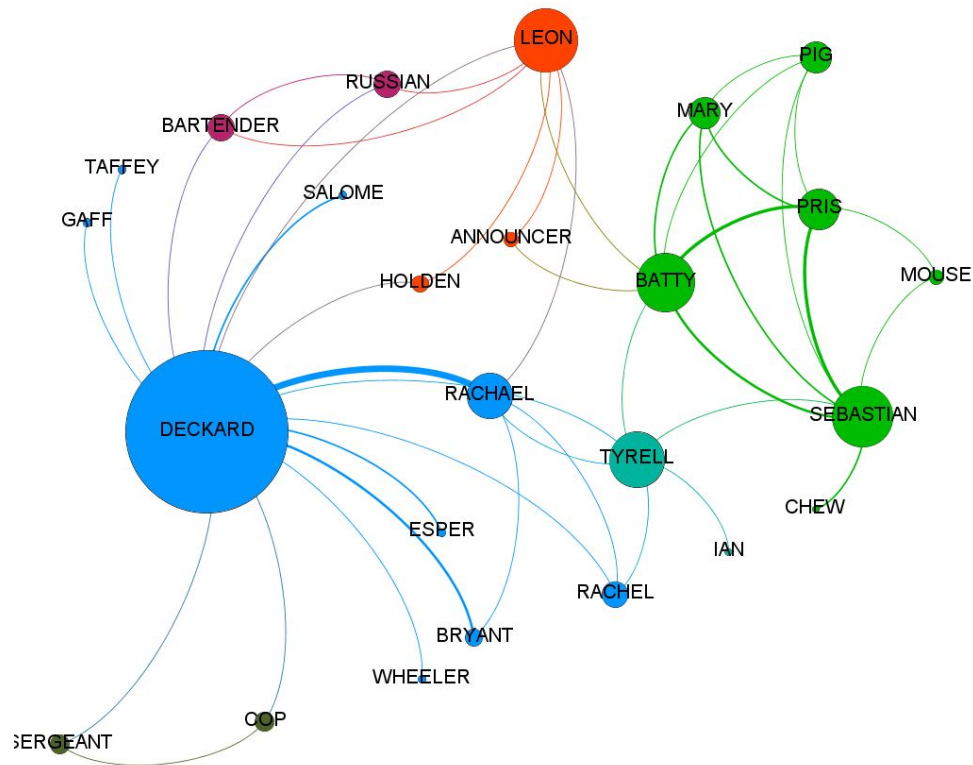 LEON
PIG
RUSSIAN
MARY
BARTENDER
TAFFEY
SALOME
PRIS
GAFF
ANNOUNCER
MOUSE
HOLDEN
BATTY
RACHAEL
SEBASTIAN
DECKARD
TYRELL
CHEW
ESPER
IAN
RACHEL
BRYANT
WHEELER
COP
SERGEANT